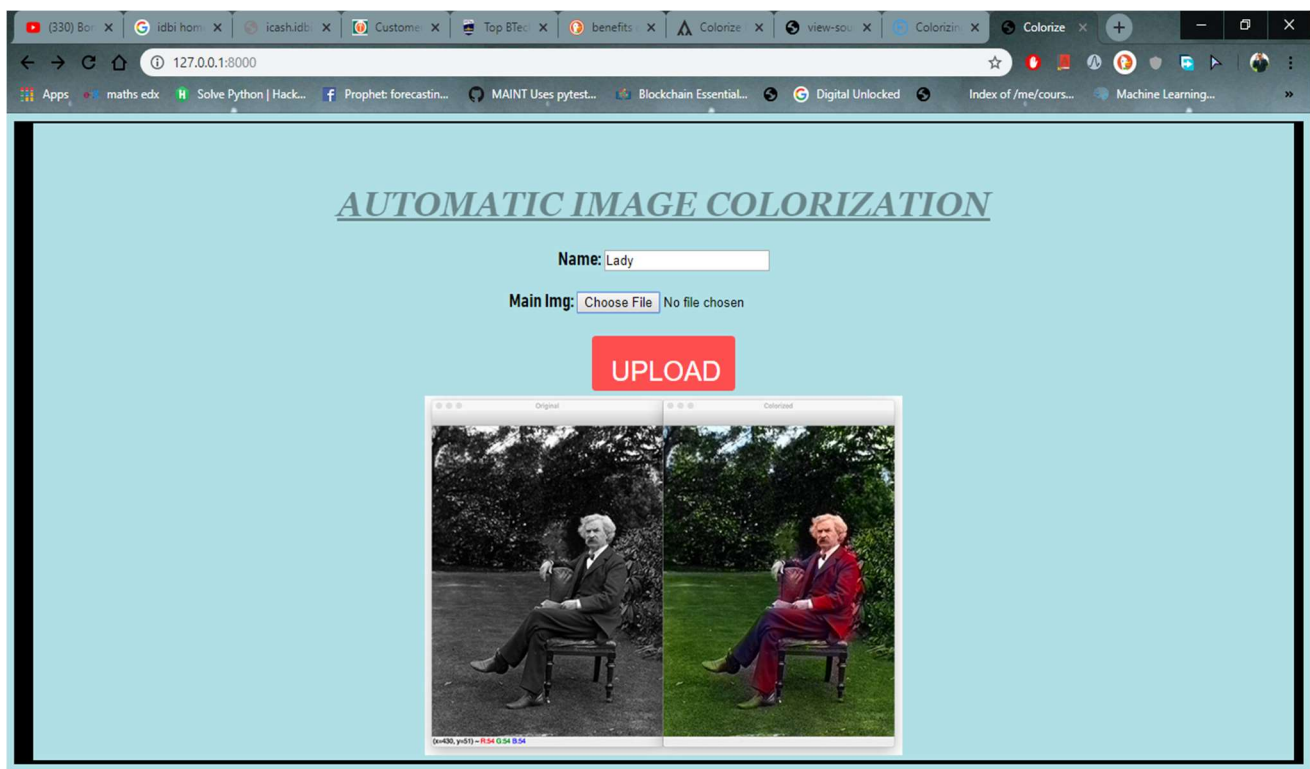 (330) Bor
idbi hom
icash.idb
Custome
Top BTec
benefits
Colorize
view-sou
Colorizin
Colorize
127.0.0.1:8000
Apps
maths edx
Solve Python | Hack...
Prophet: forecastin...
MAINT Uses pytest...
Blockchain Essential...
Digital Unlocked
Index of /me/cours...
Machine Learning...
»
AUTOMATIC IMAGE COLORIZATION
Name: Lady
Main Img: Choose File No file chosen
UPLOAD
Original
Colorized
(x=430, y=51) ~ R:54 G:54 B:54